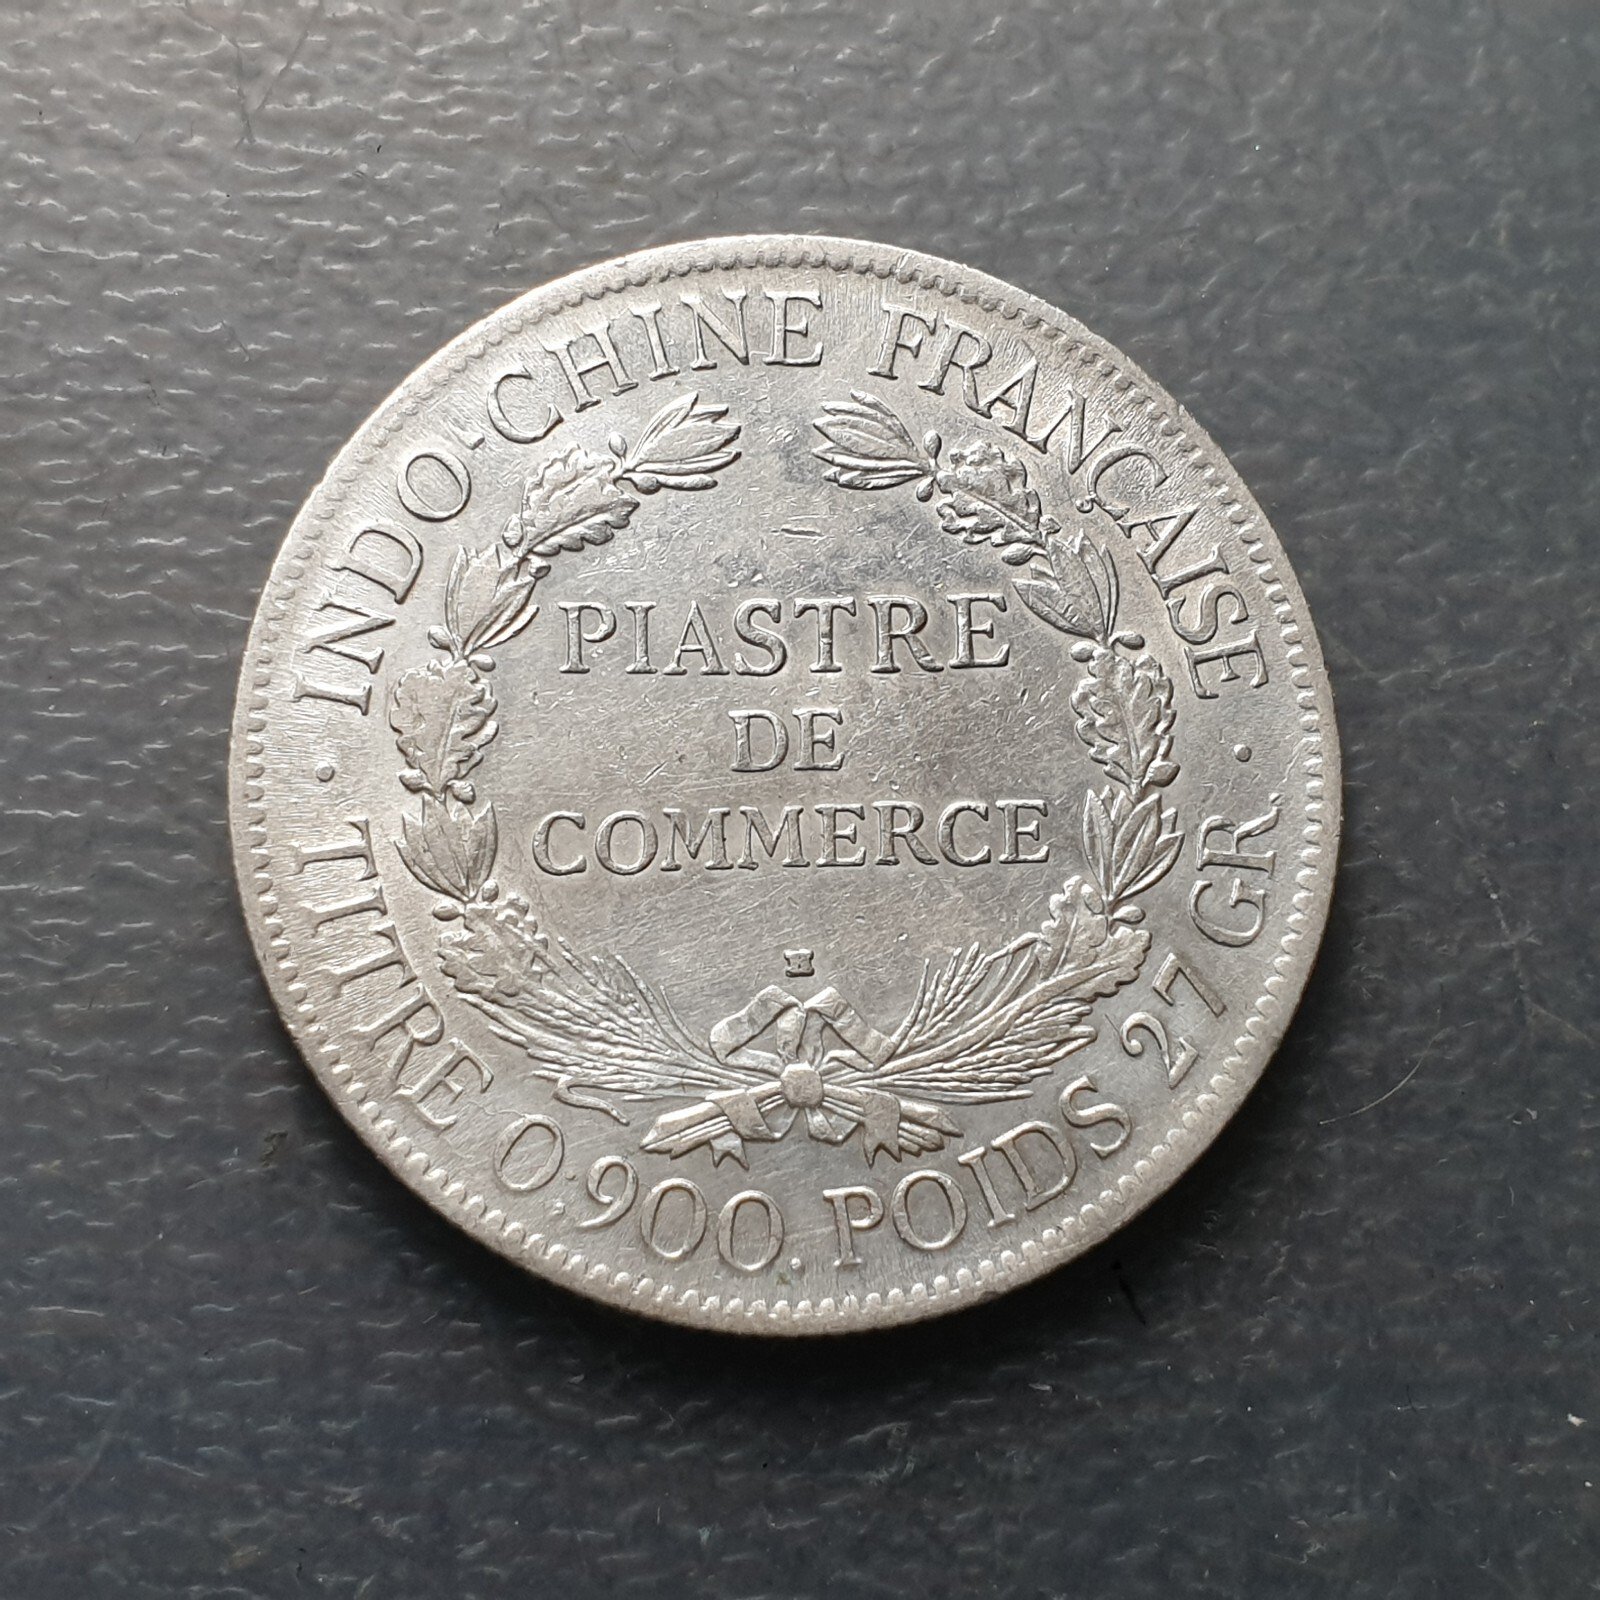 INDO-CHINE FRANÇAISE
PIASTRE
DE
COMMERCE
H
· TITRE 0.900. POIDS 27 GR. ·